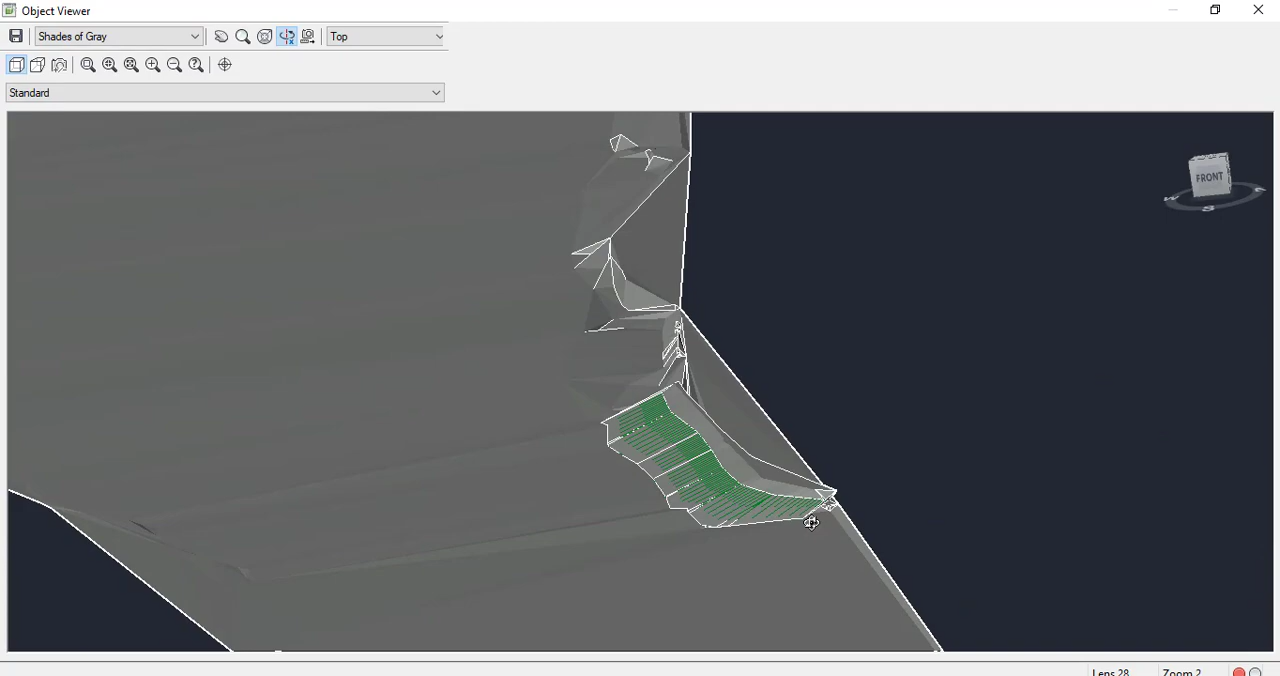 Object Viewer
Shades of Gray
Top
Standard
FRONT
S
Lens 28
Zoom 2